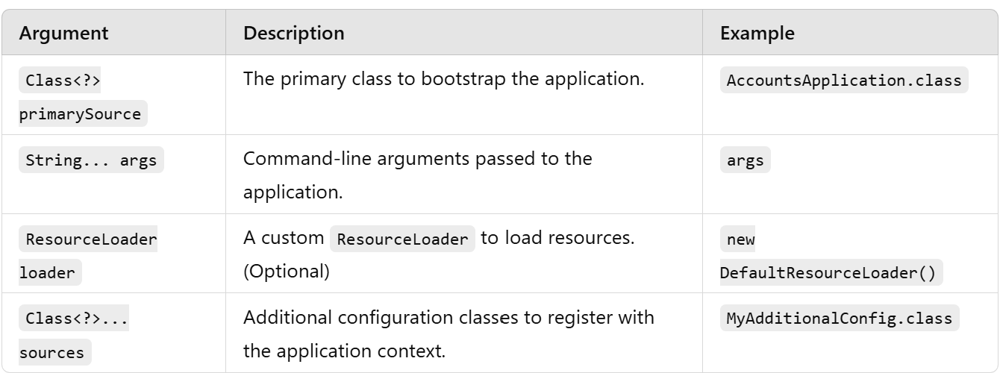 Argument Description Example
Class<?> The primary class to bootstrap the application. AccountsApplication.class
primarySource
String... args Command-line arguments passed to the args
application.
ResourceLoader A custom ResourceLoader to load resources. new
loader (Optional) DefaultResourceLoader()
Class<?>... Additional configuration classes to register with MyAdditionalConfig.class
sources the application context.